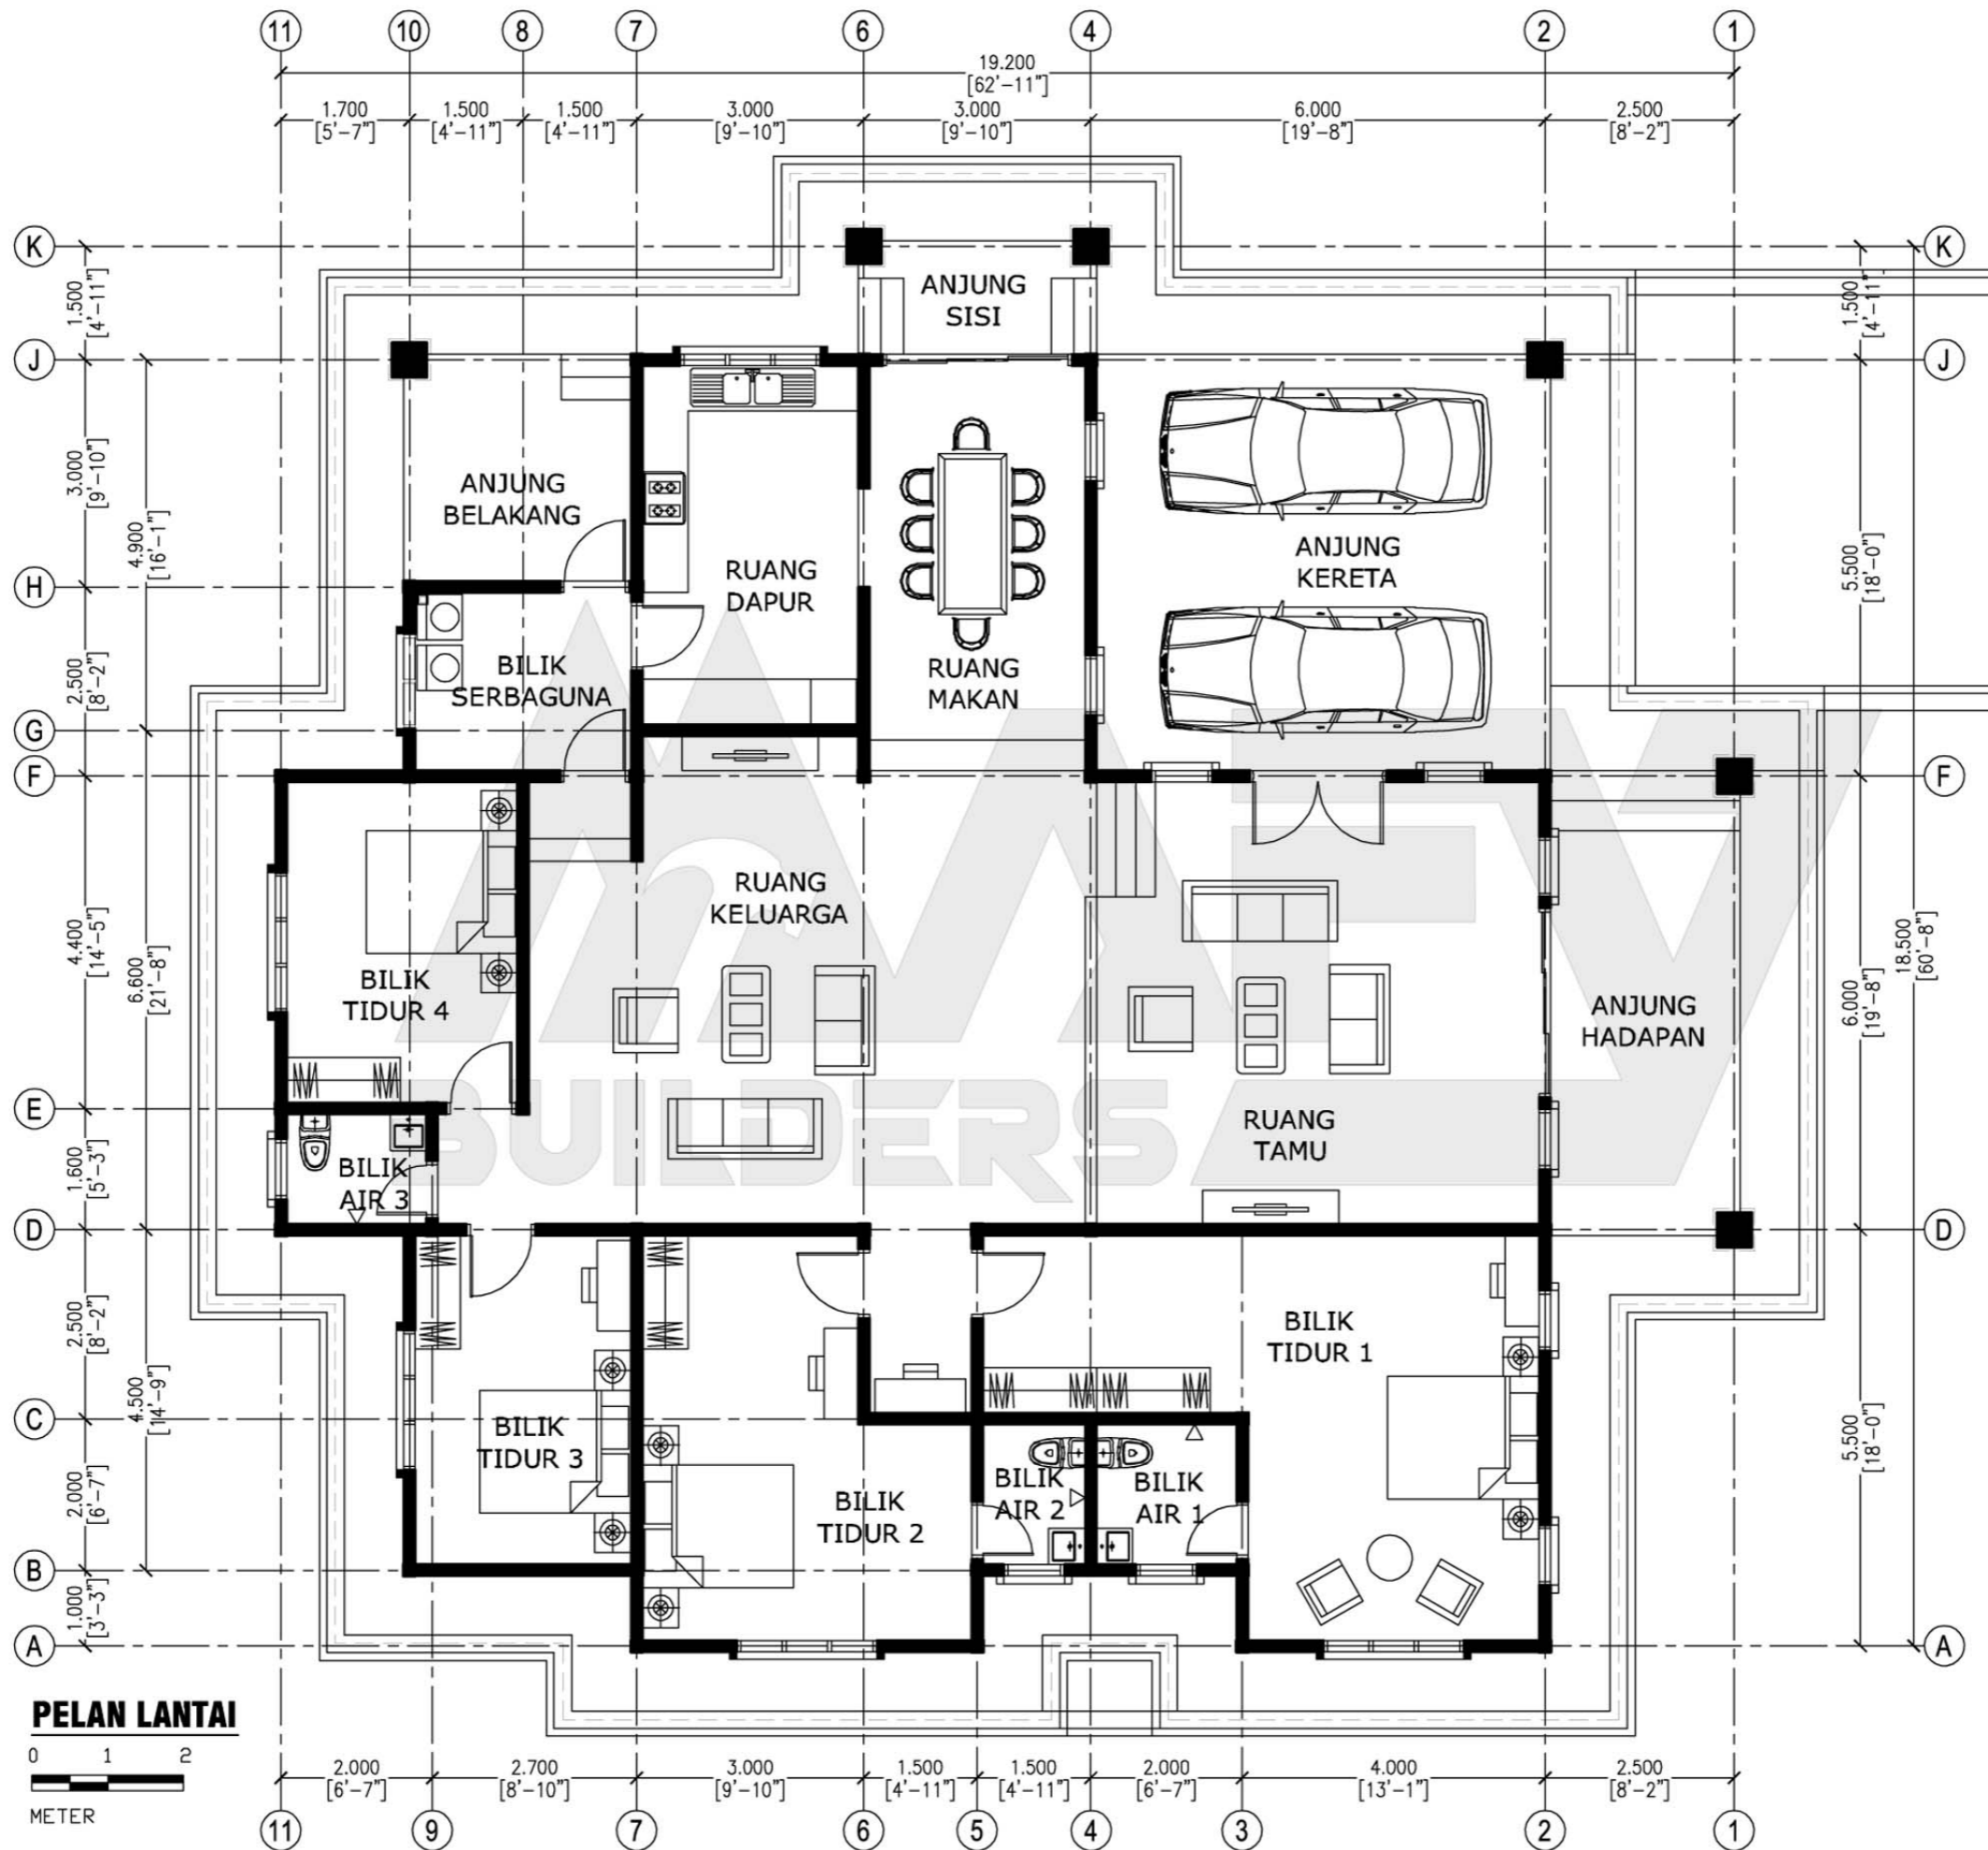 11 10 8 7 6 4 2 1
19.200
[62'-11"]
1.700 1.500 1.500 3.000 3.000 6.000 2.500
[5'-7"] [4'-11"] [4'-11"] [9'-10"] [9'-10"] [19'-8"] [8'-2"]
K K
1.500
[4'-11"]
1.500
[4'-11"]
ANJUNG
SISI
J J
3.000
[9'-10"]
4.900
[16'-1"]
ANJUNG
BELAKANG
RUANG
DAPUR
ANJUNG
KERETA
5.500
[18'-0"]
H
2.500
[8'-2"]
BILIK
SERBAGUNA
RUANG
MAKAN
G
F F
4.400
[14'-5"]
6.600
[21'-8"]
RUANG
KELUARGA
BILIK
TIDUR 4
ANJUNG
HADAPAN
6.000
[19'-8"]
18.500
[60'-8"]
BUILDERS
E
1.600
[5'-3"]
BILIK
AIR 3
RUANG
TAMU
D D
2.500
[8'-2"]
4.500
[14'-9"]
BILIK
TIDUR 1
C
2.000
[6'-7"]
BILIK
TIDUR 3
BILIK
TIDUR 2
BILIK
AIR 2
BILIK
AIR 1
5.500
[18'-0"]
B
1.000
[3'-3"]
A A
PELAN LANTAI
0 1 2
METER
2.000 2.700 3.000 1.500 1.500 2.000 4.000 2.500
[6'-7"] [8'-10"] [9'-10"] [4'-11"] [4'-11"] [6'-7"] [13'-1"] [8'-2"]
11 9 7 6 5 4 3 2 1